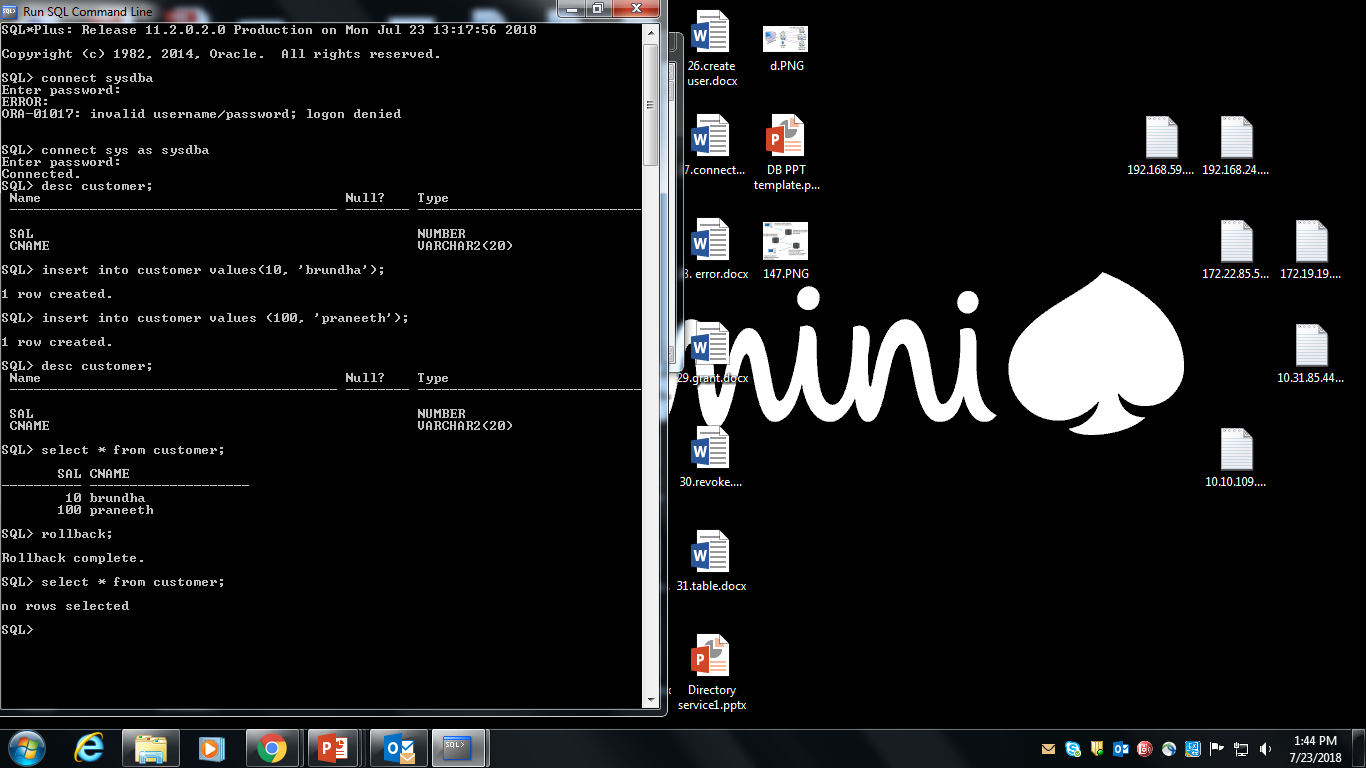 Run SQL Command Line
SQL*Plus: Release 11.2.0.2.0 Production on Mon Jul 23 13:17:56 2018
Copyright (c) 1982, 2014, Oracle.  All rights reserved.
SQL> connect sysdba
Enter password:
ERROR:
ORA-01017: invalid username/password; logon denied
SQL> connect sys as sysdba
Enter password:
Connected.
SQL> desc customer;
Name Null? Type
SAL NUMBER
CNAME VARCHAR2(20)
SQL> insert into customer values(10, 'brundha');
1 row created.
SQL> insert into customer values (100, 'praneeth');
1 row created.
SQL> desc customer;
Name Null? Type
SAL NUMBER
CNAME VARCHAR2(20)
SQL> select * from customer;
SAL CNAME
10 brundha
100 praneeth
SQL> rollback;
Rollback complete.
SQL> select * from customer;
no rows selected
SQL>
26.create
user.docx
d.PNG
7.connect...
DB PPT
template.p...
192.168.59....
192.168.24....
3. error.docx
147.PNG
172.22.85.5...
172.19.19....
mini
29.grant.docx
10.31.85.44...
30.revoke....
10.10.109....
31.table.docx
Directory
service1.pptx
1:44 PM
7/23/2018